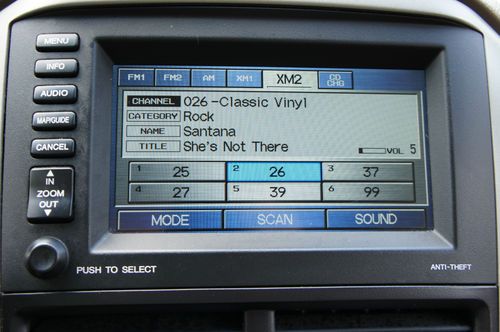 MENU
INFO
AUDIO
MAP/GUIDE
CANCEL
IN
ZOOM
OUT
FM1 FM2 AM XM1 XM2 CD CHG
CHANNEL 026-Classic Vinyl
CATEGORY Rock
NAME Santana
TITLE She's Not There
VOL 5
1 25 2 26 3 37
4 27 5 39 6 99
MODE SCAN SOUND
PUSH TO SELECT
ANTI-THEFT